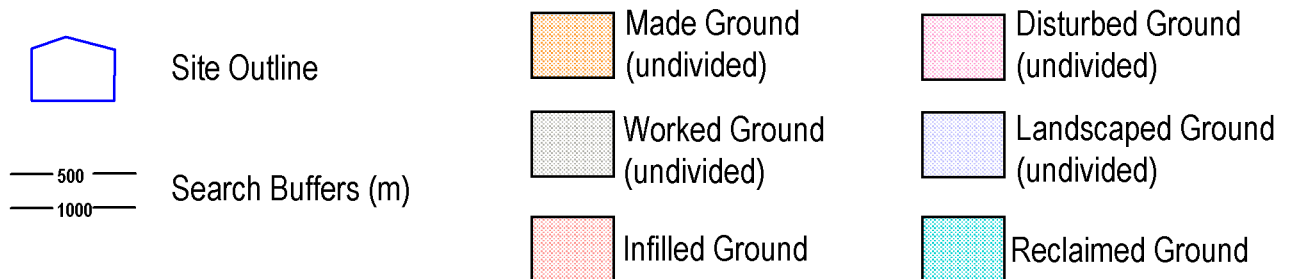 Site Outline
500
1000
Search Buffers (m)
Made Ground
(undivided)
Worked Ground
(undivided)
Infilled Ground
Disturbed Ground
(undivided)
Landscaped Ground
(undivided)
Reclaimed Ground